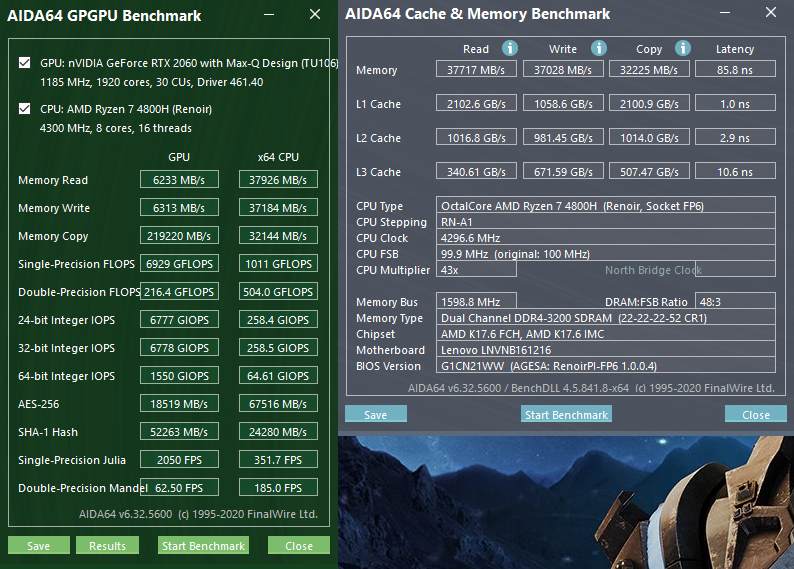 AIDA64 GPGPU Benchmark
GPU: nVIDIA GeForce RTX 2060 with Max-Q Design (TU106)
1185 MHz, 1920 cores, 30 CUs, Driver 461.40
CPU: AMD Ryzen 7 4800H (Renoir)
4300 MHz, 8 cores, 16 threads
GPU x64 CPU
Memory Read 6233 MB/s 37926 MB/s
Memory Write 6313 MB/s 37184 MB/s
Memory Copy 219220 MB/s 32144 MB/s
Single-Precision FLOPS 6929 GFLOPS 1011 GFLOPS
Double-Precision FLOPS 216.4 GFLOPS 504.0 GFLOPS
24-bit Integer IOPS 6777 GIOPS 258.4 GIOPS
32-bit Integer IOPS 6778 GIOPS 258.5 GIOPS
64-bit Integer IOPS 1550 GIOPS 64.61 GIOPS
AES-256 18519 MB/s 67516 MB/s
SHA-1 Hash 52263 MB/s 24280 MB/s
Single-Precision Julia 2050 FPS 351.7 FPS
Double-Precision Mandel 62.50 FPS 185.0 FPS
AIDA64 v6.32.5600 (c) 1995-2020 FinalWire Ltd.
Save Results Start Benchmark Close
AIDA64 Cache & Memory Benchmark
Read Write Copy Latency
Memory 37717 MB/s 37028 MB/s 32225 MB/s 85.8 ns
L1 Cache 2102.6 GB/s 1058.6 GB/s 2100.9 GB/s 1.0 ns
L2 Cache 1016.8 GB/s 981.45 GB/s 1014.0 GB/s 2.9 ns
L3 Cache 340.61 GB/s 671.59 GB/s 507.47 GB/s 10.6 ns
CPU Type OctalCore AMD Ryzen 7 4800H (Renoir, Socket FP6)
CPU Stepping RN-A1
CPU Clock 4296.6 MHz
CPU FSB 99.9 MHz (original: 100 MHz)
CPU Multiplier 43x North Bridge Clock
Memory Bus 1598.8 MHz DRAM:FSB Ratio 48:3
Memory Type Dual Channel DDR4-3200 SDRAM (22-22-22-52 CR1)
Chipset AMD K17.6 FCH, AMD K17.6 IMC
Motherboard Lenovo LNVNB161216
BIOS Version G1CN21WW (AGESA: RenoirPI-FP6 1.0.0.4)
AIDA64 v6.32.5600 / BenchDLL 4.5.841.8-x64 (c) 1995-2020 FinalWire Ltd.
Save Start Benchmark Close